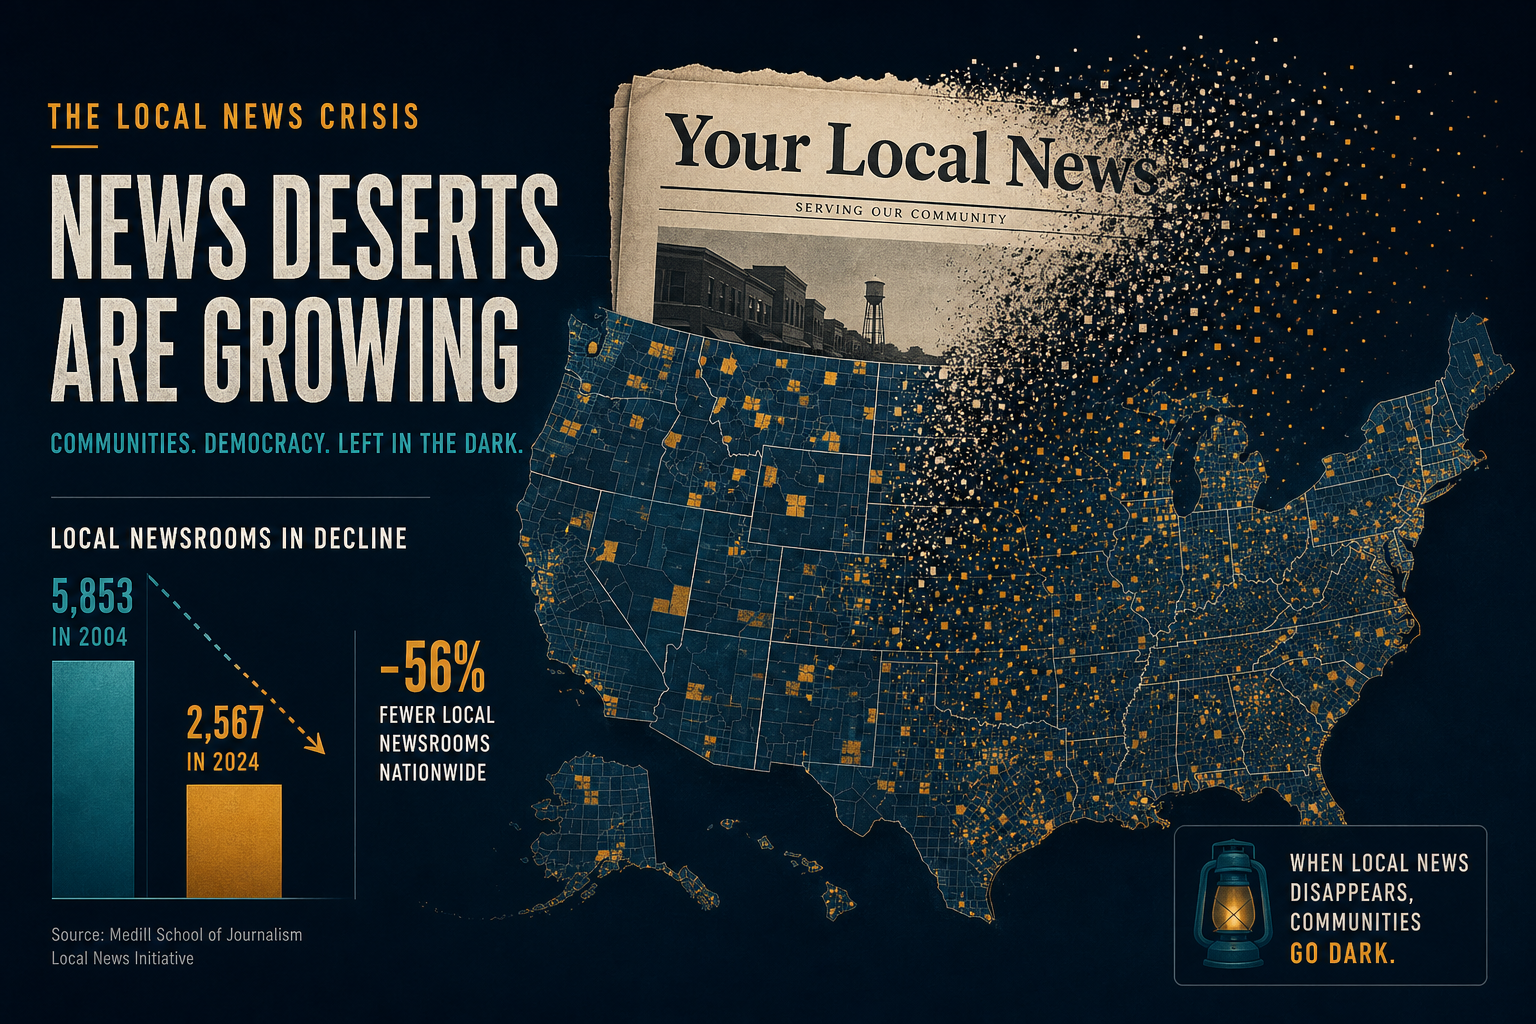 THE LOCAL NEWS CRISIS
NEWS DESERTS
ARE GROWING
COMMUNITIES. DEMOCRACY. LEFT IN THE DARK.
LOCAL NEWSROOMS IN DECLINE
5,853
IN 2004
2,567
IN 2024
-56%
FEWER LOCAL
NEWSROOMS
NATIONWIDE
Source: Medill School of Journalism
Local News Initiative
Your Local News
SERVING OUR COMMUNITY
WHEN LOCAL NEWS
DISAPPEARS,
COMMUNITIES
GO DARK.